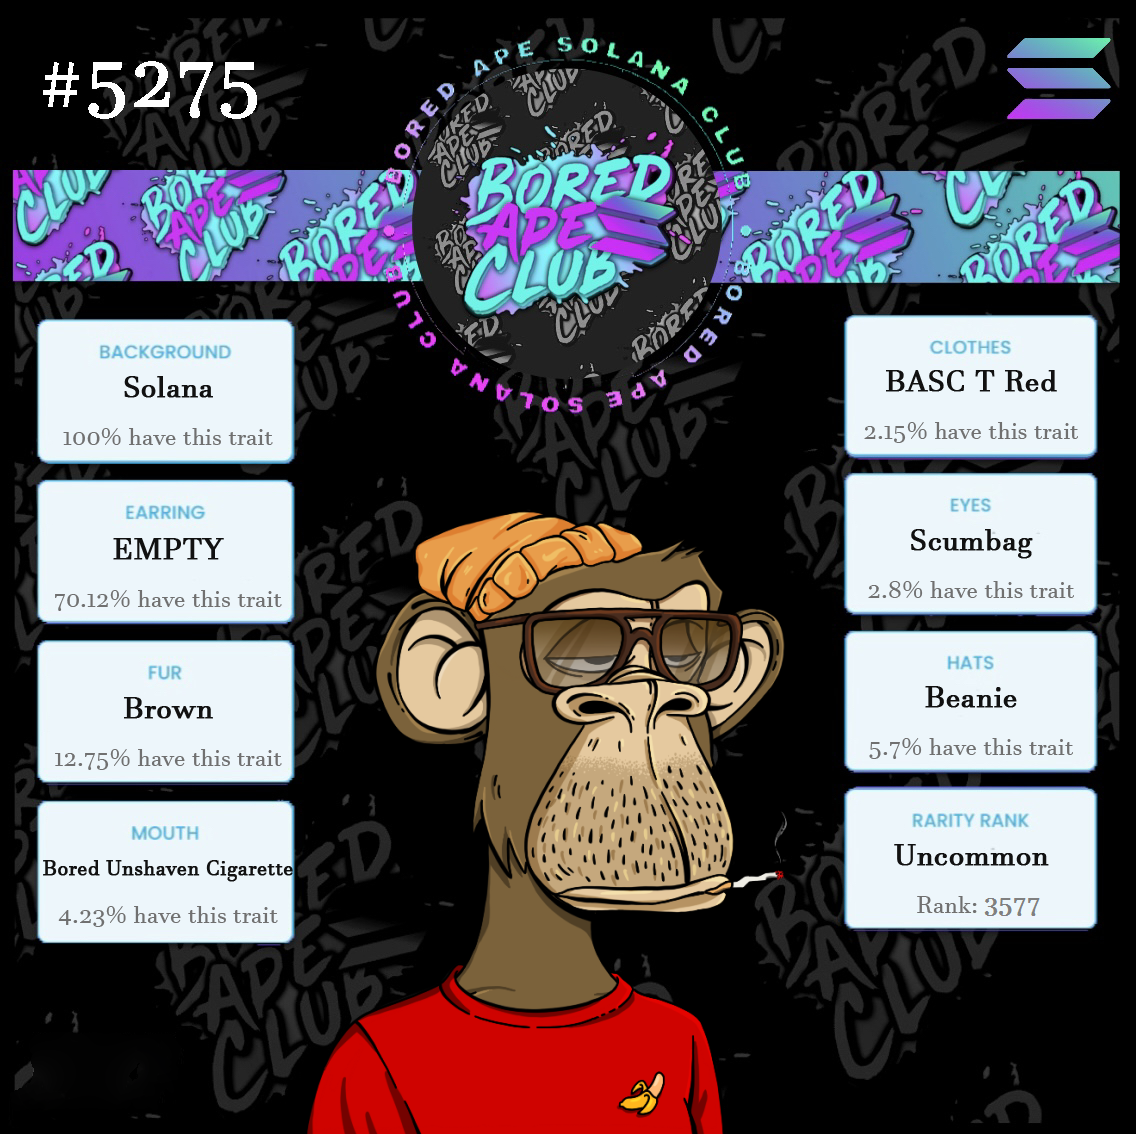 #5275
BORED APE SOLANA CLUB
BORED APE SOLANA CLUB
BORED
APE
CLUB
BACKGROUND
Solana
100% have this trait
EARRING
EMPTY
70.12% have this trait
FUR
Brown
12.75% have this trait
MOUTH
Bored Unshaven Cigarette
4.23% have this trait
CLOTHES
BASC T Red
2.15% have this trait
EYES
Scumbag
2.8% have this trait
HATS
Beanie
5.7% have this trait
RARITY RANK
Uncommon
Rank: 3577